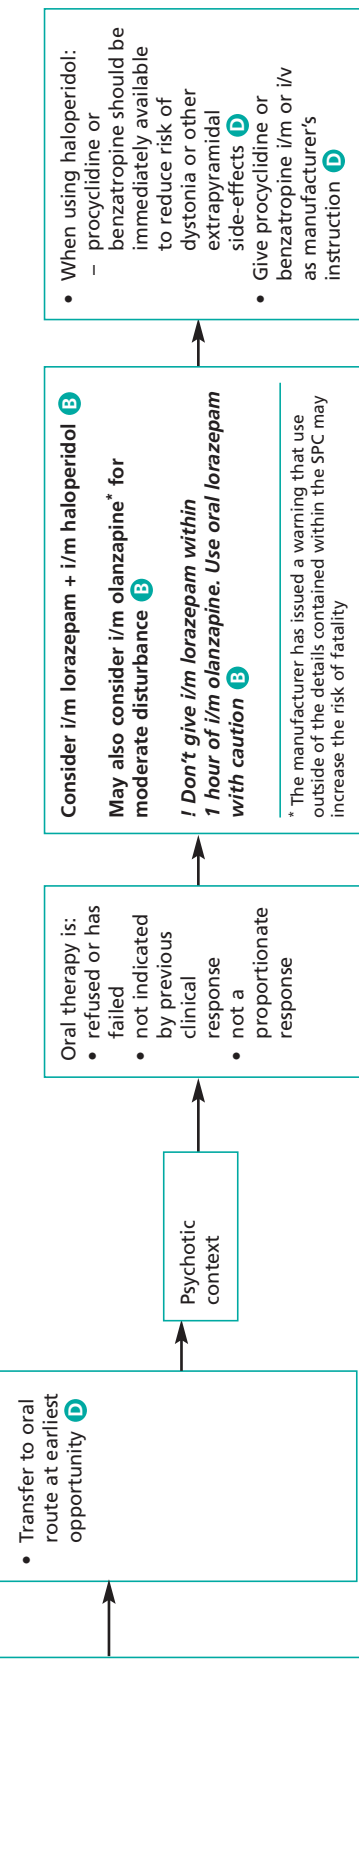 • Transfer to oral
route at earliest
opportunity D
Psychotic
context
Oral therapy is:
• refused or has
failed
• not indicated
by previous
clinical
response
• not a
proportionate
response
Consider i/m lorazepam + i/m haloperidol B
May also consider i/m olanzapine* for
moderate disturbance B
! Don't give i/m lorazepam within
1 hour of i/m olanzapine. Use oral lorazepam
with caution B
* The manufacturer has issued a warning that use
outside of the details contained within the SPC may
increase the risk of fatality
• When using haloperidol:
– procyclidine or
benzatropine should be
immediately available
to reduce risk of
dystonia or other
extrapyramidal
side-effects D
• Give procyclidine or
benzatropine i/m or i/v
as manufacturer's
instruction D